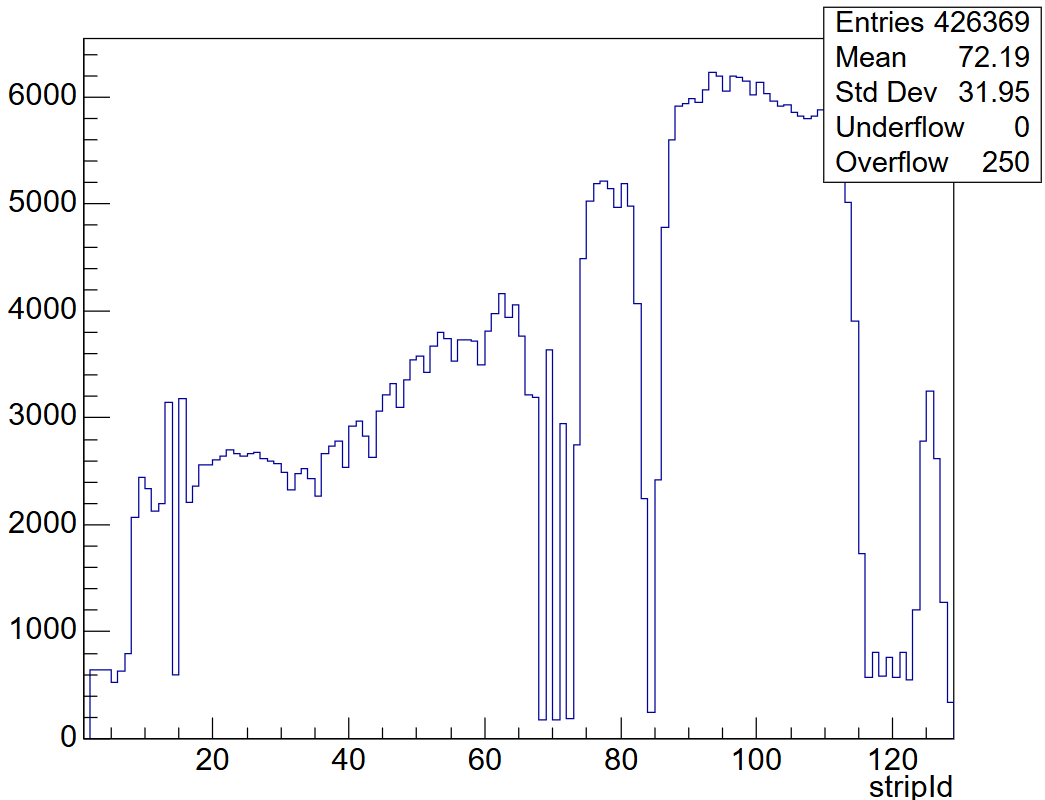 Entries 426369
Mean 72.19
Std Dev 31.95
Underflow 0
Overflow 250
6000
5000
4000
3000
2000
1000
0
20 40 60 80 100 120
stripId